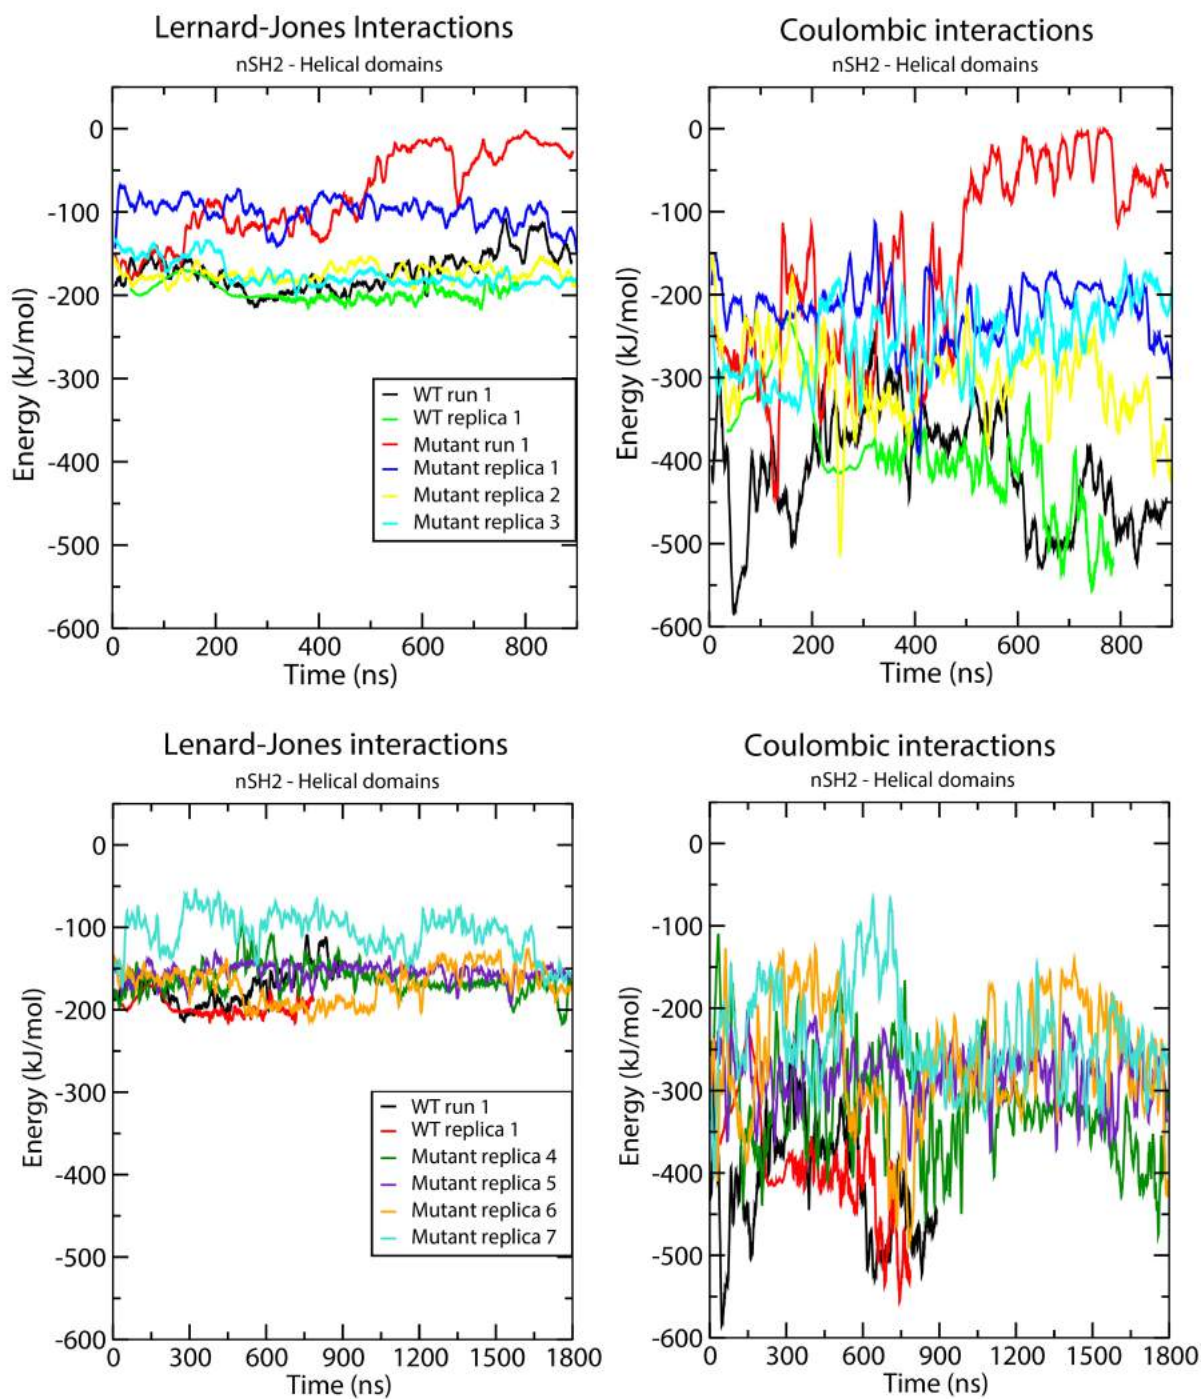 Lernard-Jones Interactions
nSH2 - Helical domains
0
-100
-200
-300
-400
-500
-600
Energy (kJ/mol)
WT run 1
WT replica 1
Mutant run 1
Mutant replica 1
Mutant replica 2
Mutant replica 3
0
200
400
600
800
Time (ns)
Coulombic interactions
nSH2 - Helical domains
0
-100
-200
-300
-400
-500
-600
Energy (kJ/mol)
0
200
400
600
800
Time (ns)
Lenard-Jones interactions
nSH2 - Helical domains
0
-100
-200
-300
-400
-500
-600
Energy (kJ/mol)
WT run 1
WT replica 1
Mutant replica 4
Mutant replica 5
Mutant replica 6
Mutant replica 7
0
300
600
900
1200
1500
1800
Time (ns)
Coulombic interactions
nSH2 - Helical domains
0
-100
-200
-300
-400
-500
-600
Energy (kJ/mol)
0
300
600
900
1200
1500
1800
Time (ns)